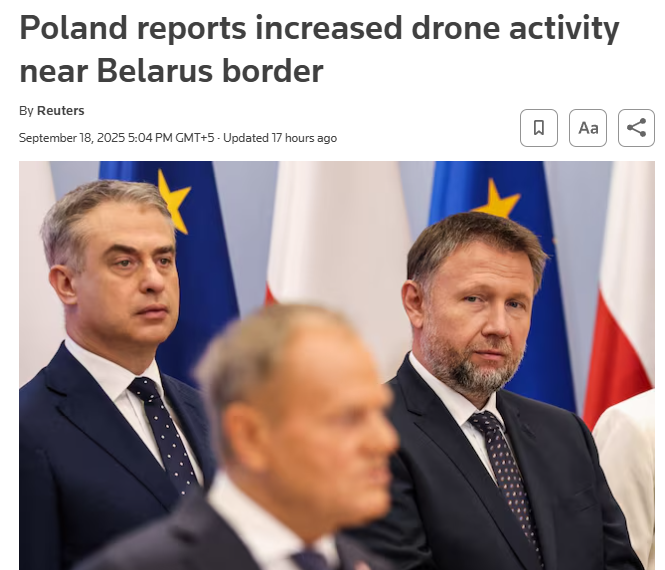 Poland reports increased drone activity
near Belarus border
By Reuters
September 18, 2025 5:04 PM GMT+5 · Updated 17 hours ago
Aa